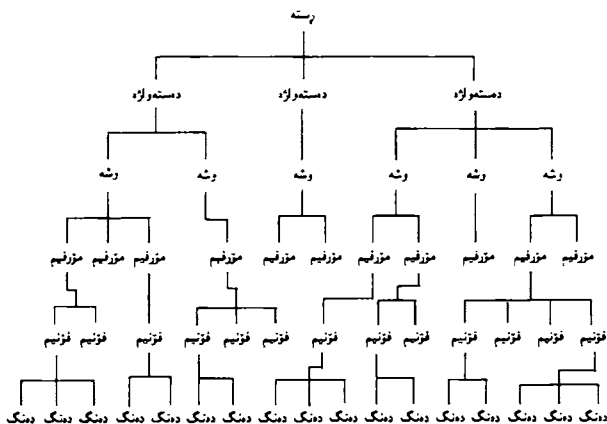 ڕستە
دەستەواژە دەستەواژە دەستەواژە
وشە وشە وشە وشە وشە وشە
مۆرفیم مۆرفیم مۆرفیم مۆرفیم مۆرفیم مۆرفیم مۆرفیم مۆرفیم مۆرفیم مۆرفیم مۆرفیم
فۆنیم فۆنیم فۆنیم فۆنیم فۆنیم فۆنیم فۆنیم فۆنیم فۆنیم فۆنیم فۆنیم فۆنیم فۆنیم
دەنگ دەنگ دەنگ دەنگ دەنگ دەنگ دەنگ دەنگ دەنگ دەنگ دەنگ دەنگ دەنگ دەنگ دەنگ دەنگ دەنگ